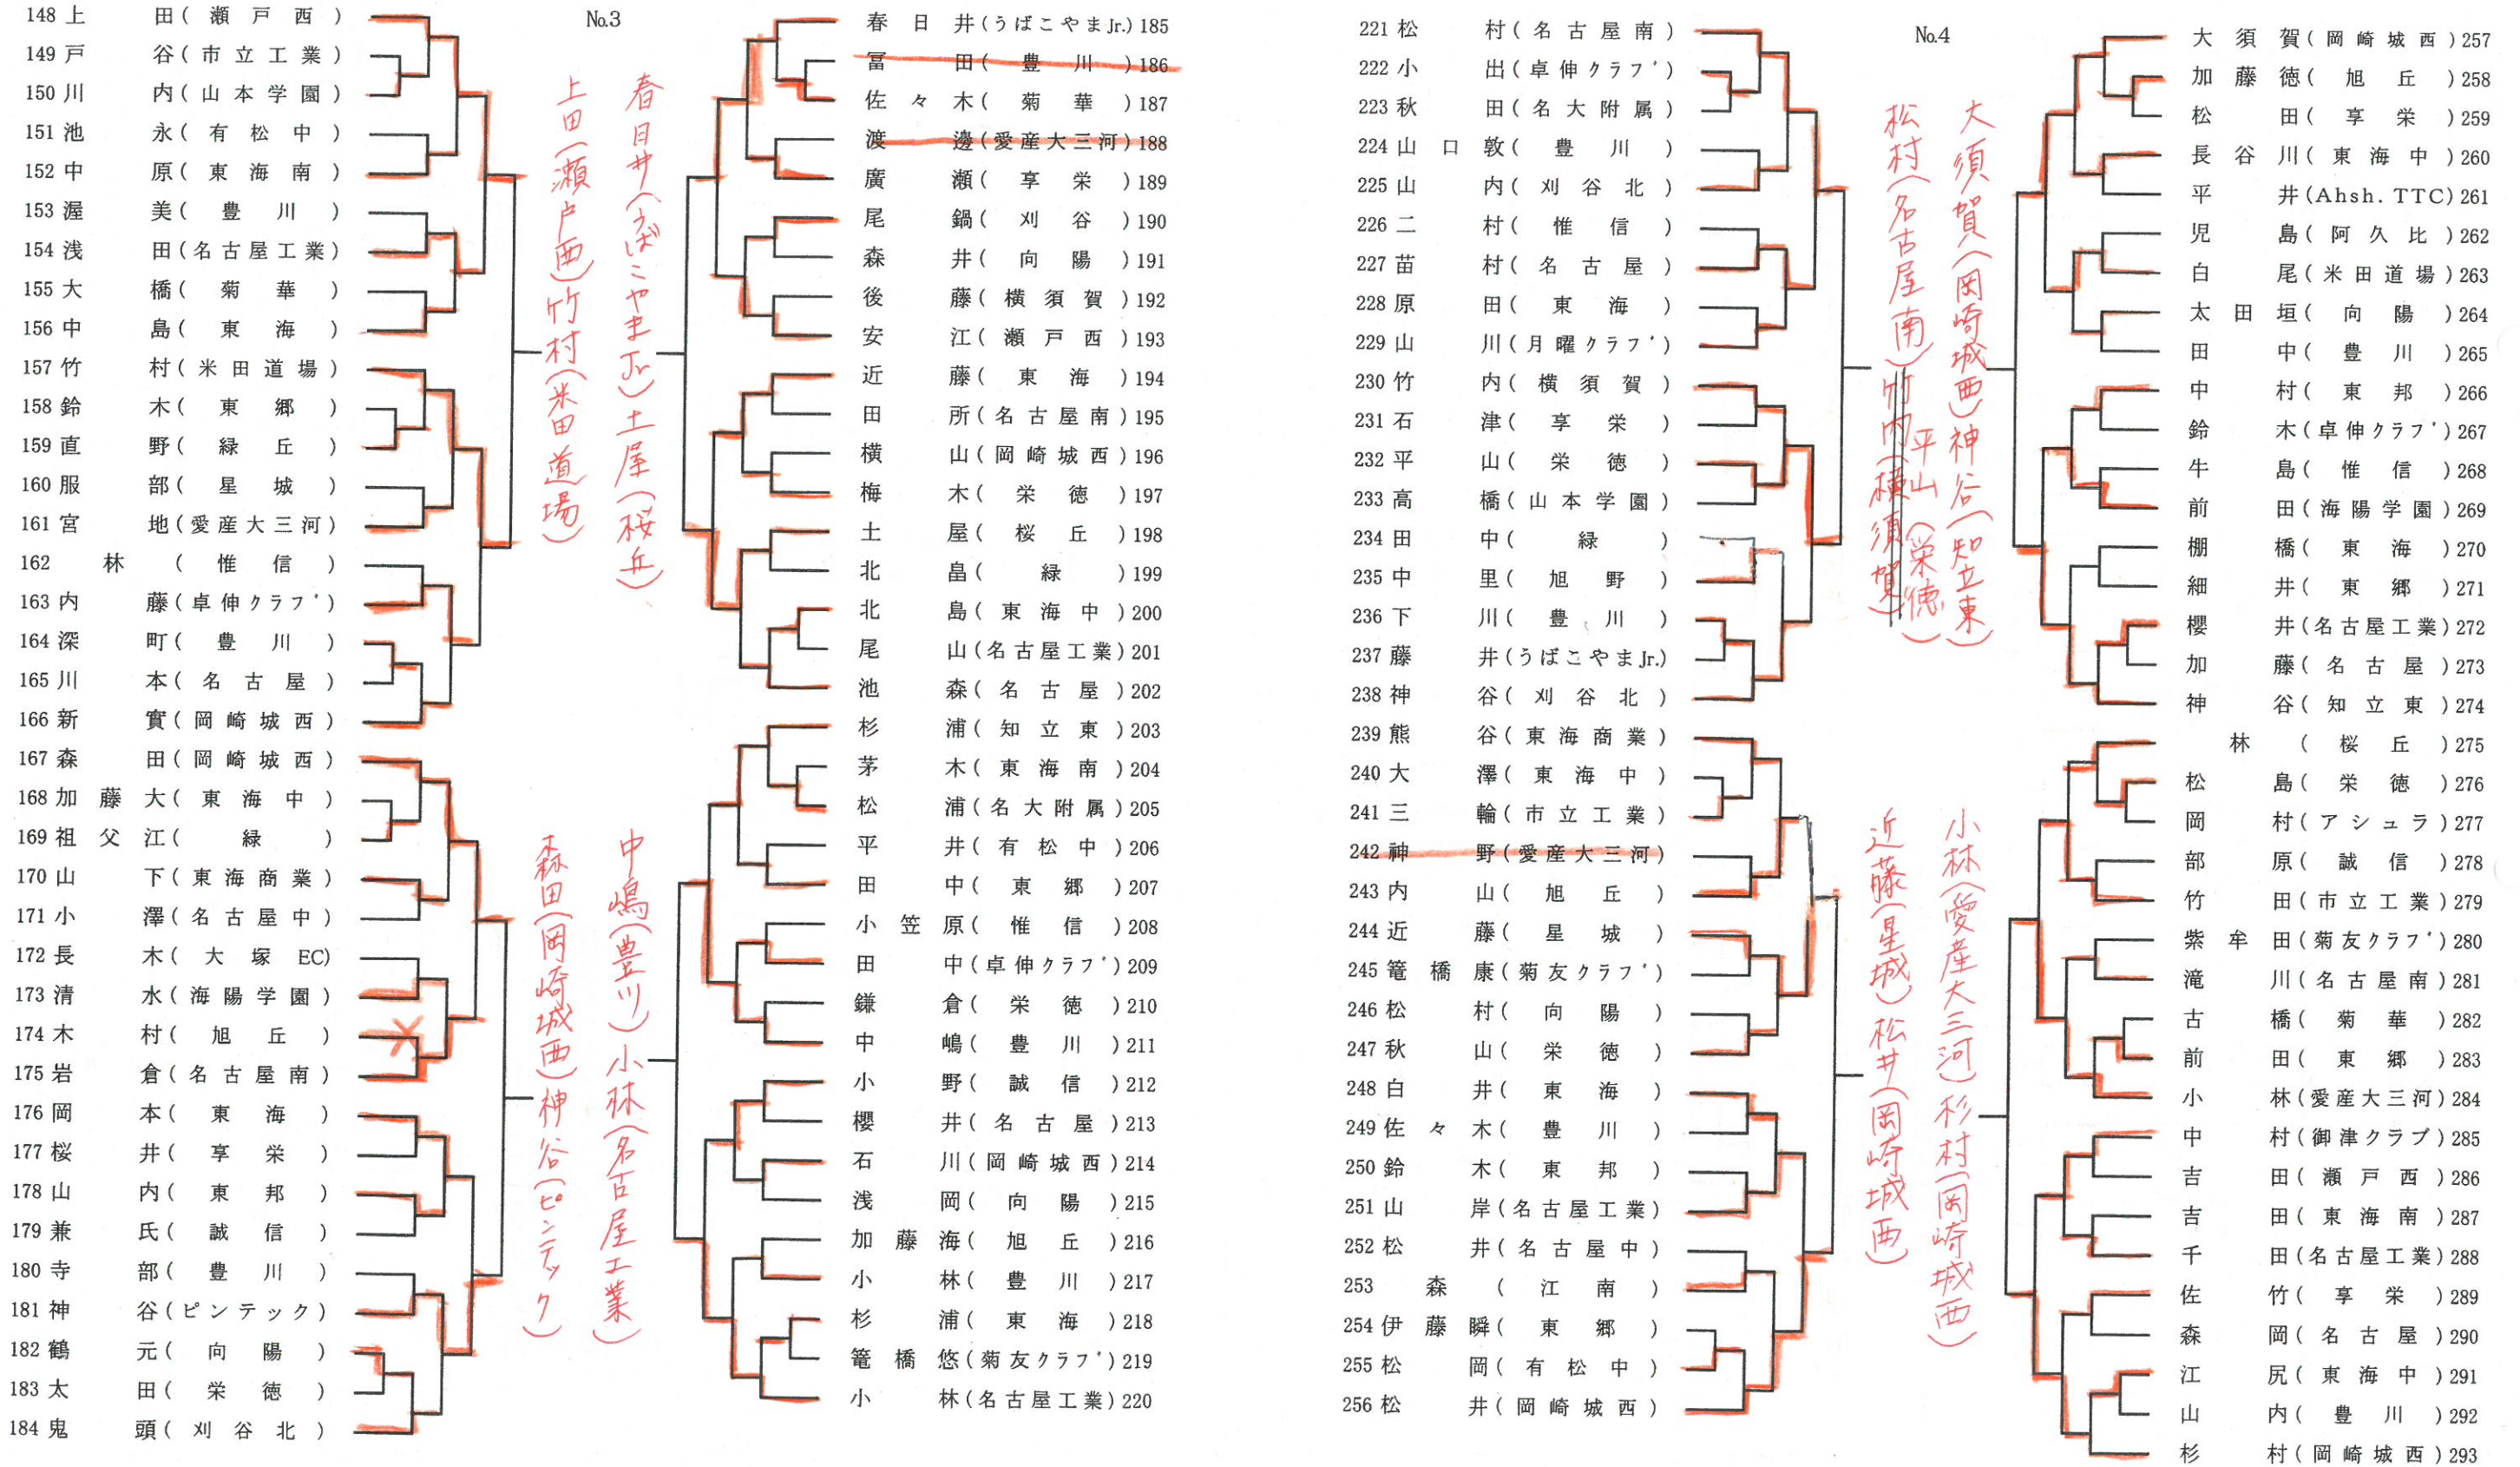 No.3
148 上田(瀬戸西)
149 戸谷(市立工業)
150 川内(山本学園)
151 池永(有松中)
152 中原(東海南)
153 渥美(豊川)
154 浅田(名古屋工業)
155 大橋(菊華)
156 中島(東海)
157 竹村(米田道場)
158 鈴木(東郷)
159 直野(緑丘)
160 服部(星城)
161 宮地(愛産大三河)
162 林(惟信)
163 内藤(卓伸クラブ)
164 深町(豊川)
165 川本(名古屋)
166 新實(岡崎城西)
167 森田(岡崎城西)
168 加藤大(東海中)
169 祖父江(緑)
170 山下(東海商業)
171 小澤(名古屋中)
172 長木(大塚EC)
173 清水(海陽学園)
174 木村(旭丘)
175 岩倉(名古屋南)
176 岡本(東海)
177 桜井(享栄)
178 山内(東邦)
179 兼氏(誠信)
180 寺部(豊川)
181 神谷(ピンテック)
182 鶴元(向陽)
183 太田(栄徳)
184 鬼頭(刈谷北)
上田(瀬戸西)竹村(米田道場)
春日井(うばこやまJr)土屋(桜丘)
森田(岡崎城西)神谷(ピンテック)
中嶋(豊川)小林(名古屋工業)
春日井(うばこやまJr.)185
冨田(豊川)186
佐々木(菊華)187
渡邊(愛産大三河)188
廣瀬(享栄)189
尾鍋(刈谷)190
森井(向陽)191
後藤(横須賀)192
安江(瀬戸西)193
近藤(東海)194
田所(名古屋南)195
横山(岡崎城西)196
梅木(栄徳)197
土屋(桜丘)198
北畠(緑)199
北島(東海中)200
尾山(名古屋工業)201
池森(名古屋)202
杉浦(知立東)203
茅木(東海南)204
松浦(名大附属)205
平井(有松中)206
田中(東郷)207
小笠原(惟信)208
田中(卓伸クラブ)209
鎌倉(栄徳)210
中嶋(豊川)211
小野(誠信)212
櫻井(名古屋)213
石川(岡崎城西)214
浅岡(向陽)215
加藤海(旭丘)216
小林(豊川)217
杉浦(東海)218
篭橋悠(菊友クラブ)219
小林(名古屋工業)220
No.4
221 松村(名古屋南)
222 小出(卓伸クラブ)
223 秋田(名大附属)
224 山口敦(豊川)
225 山内(刈谷北)
226 二村(惟信)
227 苗村(名古屋)
228 原田(東海)
229 山川(月曜クラブ)
230 竹内(横須賀)
231 石津(享栄)
232 平山(栄徳)
233 高橋(山本学園)
234 田中(緑)
235 中里(旭野)
236 下川(豊川)
237 藤井(うばこやまJr.)
238 神谷(刈谷北)
239 熊谷(東海商業)
240 大澤(東海中)
241 三輪(市立工業)
242 神野(愛産大三河)
243 内山(旭丘)
244 近藤(星城)
245 篭橋康(菊友クラブ)
246 松村(向陽)
247 秋山(栄徳)
248 白井(東海)
249 佐々木(豊川)
250 鈴木(東邦)
251 山岸(名古屋工業)
252 松井(名古屋中)
253 森(江南)
254 伊藤瞬(東郷)
255 松岡(有松中)
256 松井(岡崎城西)
松村(名古屋南)竹内(横須賀)
平山(栄徳)
大須賀(岡崎城西)神谷(知立東)
近藤(星城)松井(岡崎城西)
小林(愛産大三河)杉村(岡崎城西)
大須賀(岡崎城西)257
加藤徳(旭丘)258
松田(享栄)259
長谷川(東海中)260
平井(Ahsh.TTC)261
児島(阿久比)262
白尾(米田道場)263
太田垣(向陽)264
田中(豊川)265
中村(東邦)266
鈴木(卓伸クラブ)267
牛島(惟信)268
前田(海陽学園)269
棚橋(東海)270
細井(東郷)271
櫻井(名古屋工業)272
加藤(名古屋)273
神谷(知立東)274
林(桜丘)275
松島(栄徳)276
岡村(アシュラ)277
部原(誠信)278
竹田(市立工業)279
紫牟田(菊友クラブ)280
滝川(名古屋南)281
古橋(菊華)282
前田(東郷)283
小林(愛産大三河)284
中村(御津クラブ)285
吉田(瀬戸西)286
吉田(東海南)287
千田(名古屋工業)288
佐竹(享栄)289
森岡(名古屋)290
江尻(東海中)291
山内(豊川)292
杉村(岡崎城西)293